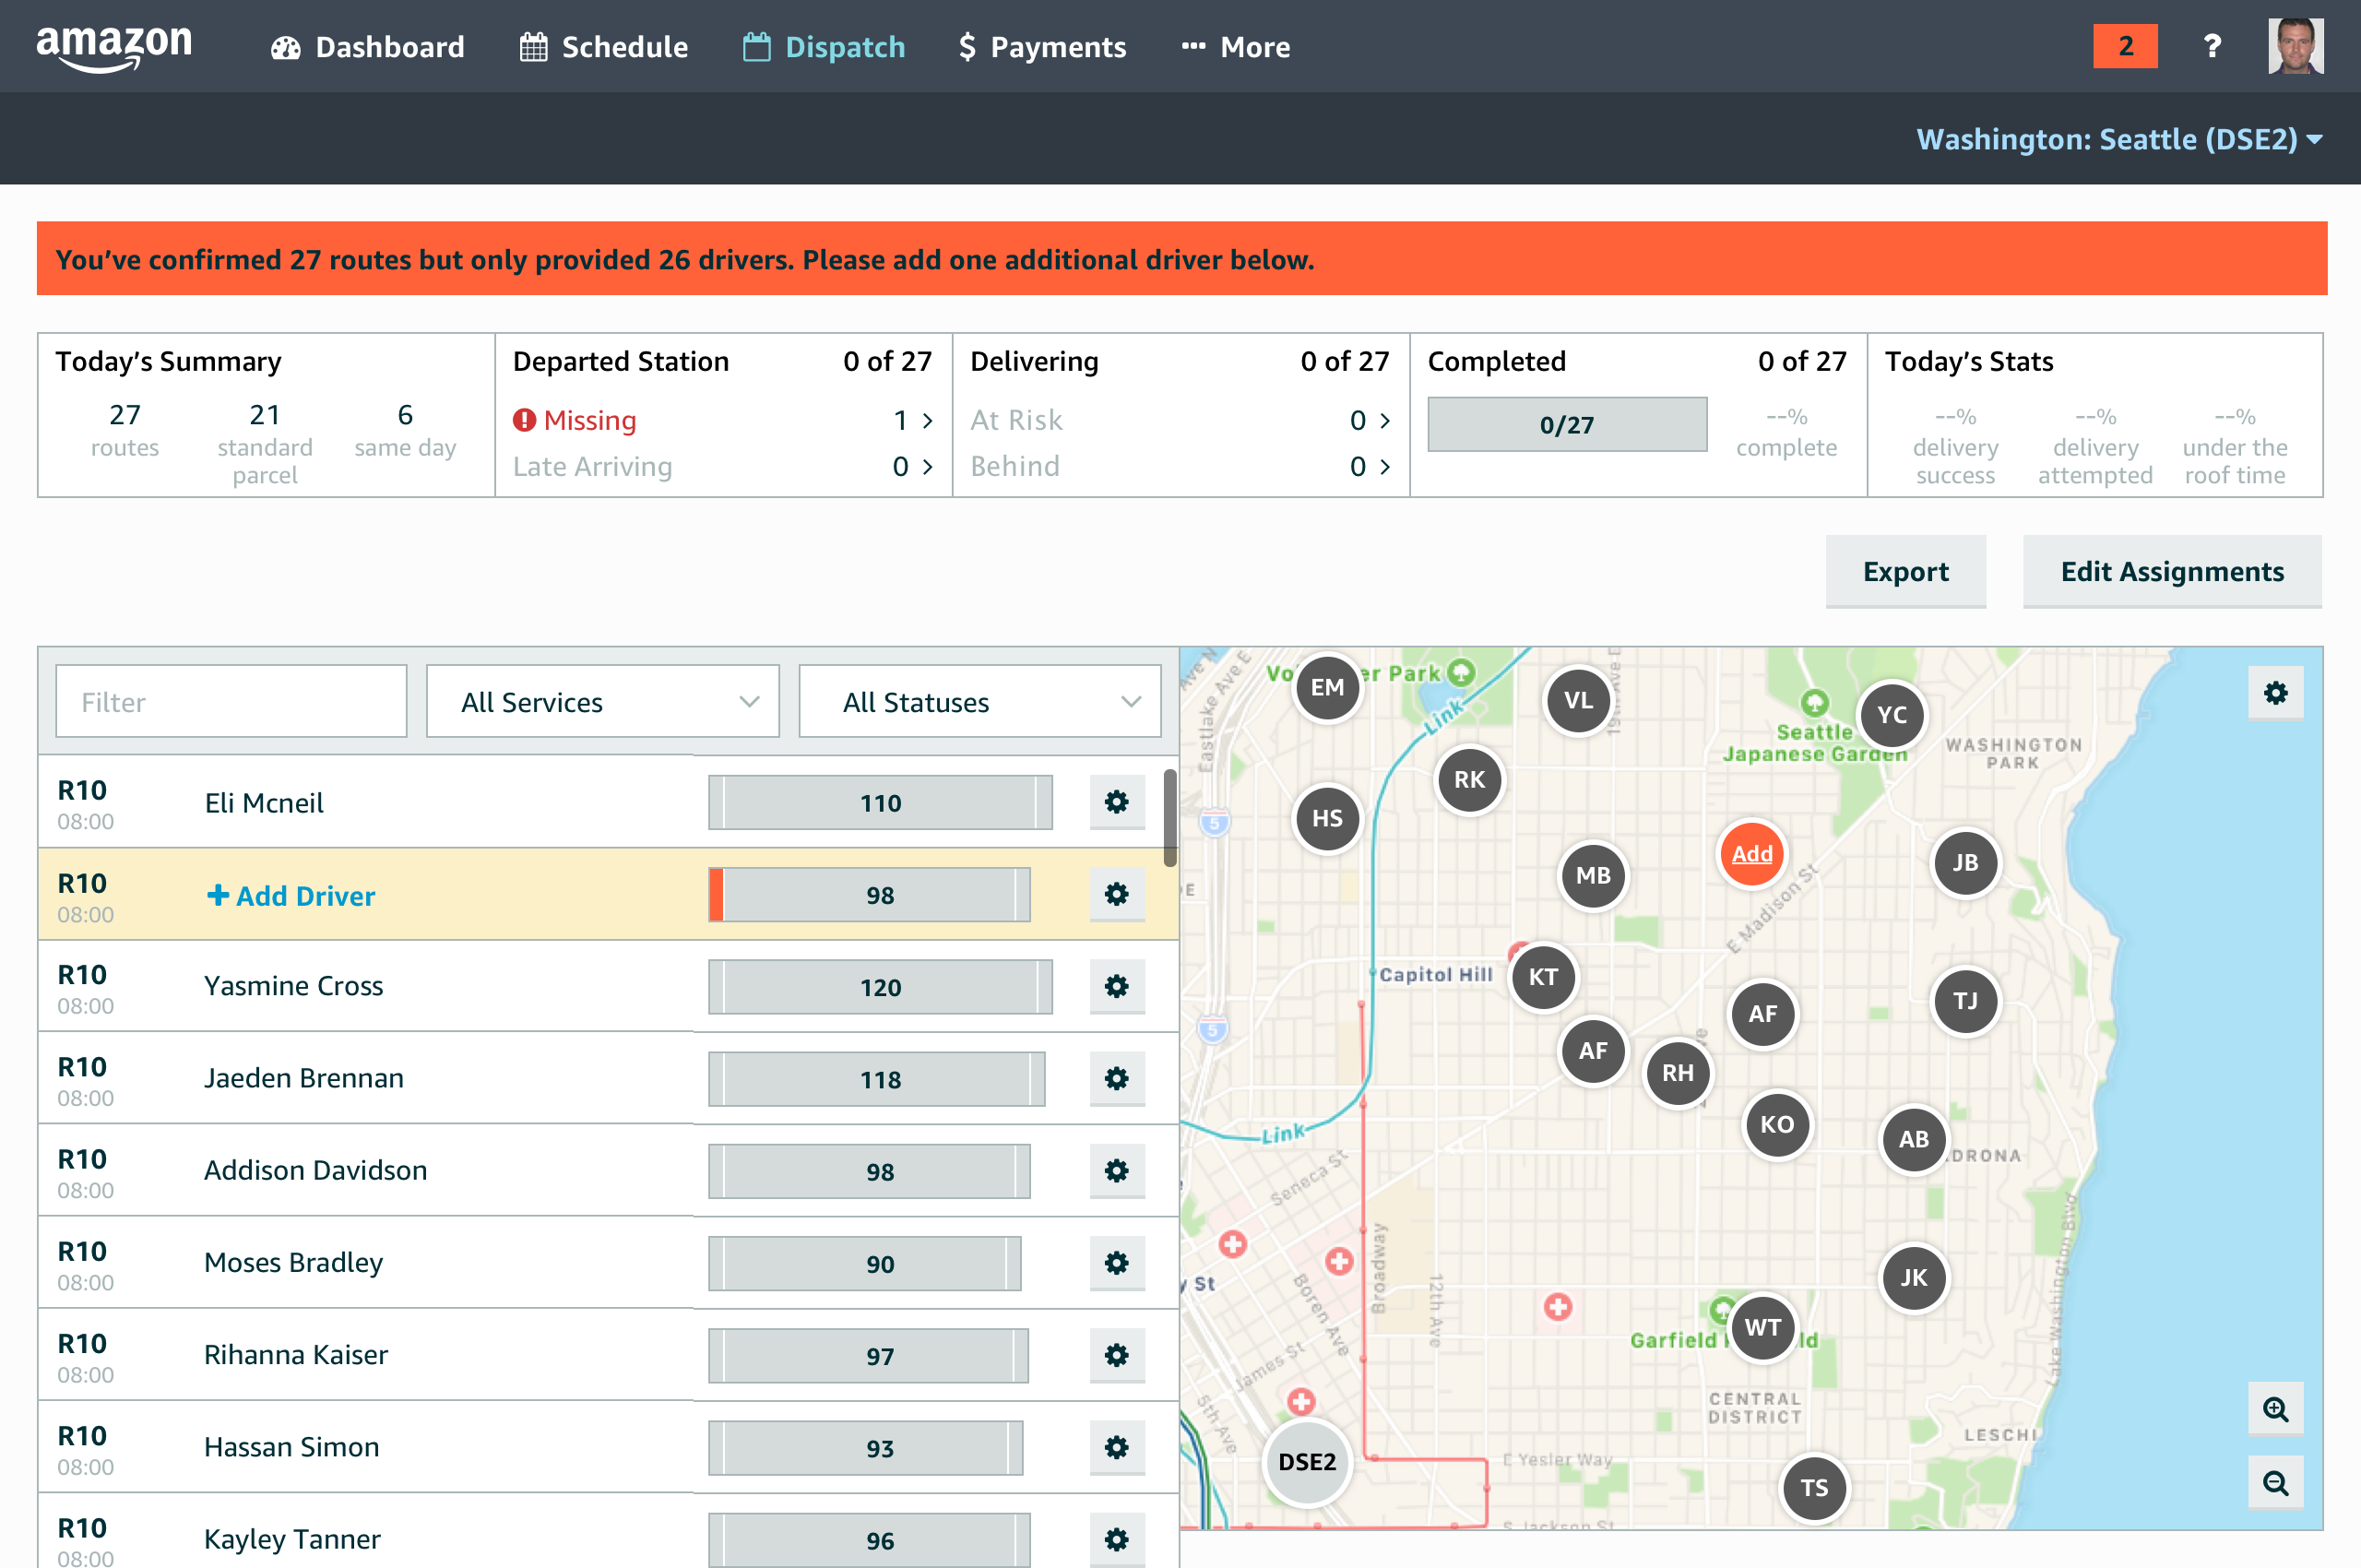 amazon
Dashboard
Schedule
Dispatch
$ Payments
More
2
?
Washington: Seattle (DSE2)
You’ve confirmed 27 routes but only provided 26 drivers. Please add one additional driver below.
Today’s Summary
27
routes
21
standard
parcel
6
same day
Departed Station 0 of 27
Missing 1
Late Arriving 0
Delivering 0 of 27
At Risk 0
Behind 0
Completed 0 of 27
0/27
--%
complete
Today’s Stats
--%
delivery
success
--%
delivery
attempted
--%
under the
roof time
Export
Edit Assignments
Filter
All Services
All Statuses
R10
08:00
Eli Mcneil
110
R10
08:00
Add Driver
98
R10
08:00
Yasmine Cross
120
R10
08:00
Jaeden Brennan
118
R10
08:00
Addison Davidson
98
R10
08:00
Moses Bradley
90
R10
08:00
Rihanna Kaiser
97
R10
08:00
Hassan Simon
93
R10
08:00
Kayley Tanner
96
Ave N
Eastlake Ave E
EM
Park
VL
YC
Link
Seattle
Japanese Garden
WASHINGTON
PARK
RK
HS
5
MB
Add
JB
E Madison St
Capitol Hill
KT
TJ
AF
5
AF
RH
KO
AB
Link
Seneca St
Broadway
Boren Ave
12th Ave
James St
5th Ave
St
JK
WT
Garfield
Lake Washington Blvd
CENTRAL
DISTRICT
LESCHI
DSE2
E Yesler Way
TS
S Jackson St